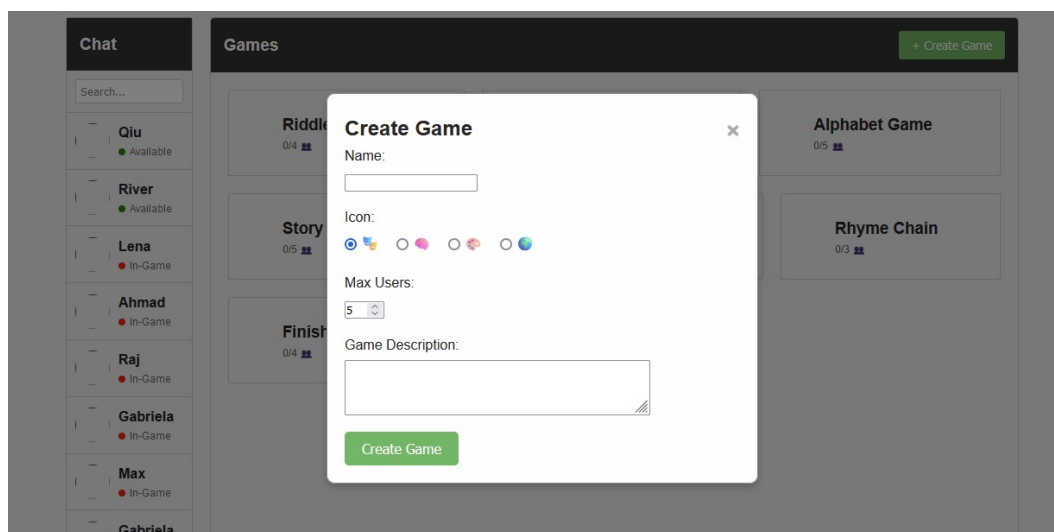 Chat
Search...
Qiu
Available
River
Available
Lena
In-Game
Ahmad
In-Game
Raj
In-Game
Gabriela
In-Game
Max
In-Game
Gabriela
Games
+ Create Game
0/4
Alphabet Game
0/5
Story
0/5
Rhyme Chain
0/3
Finish
0/4
Create Game
×
Name:
Icon:
Max Users:
5
Game Description:
Create Game